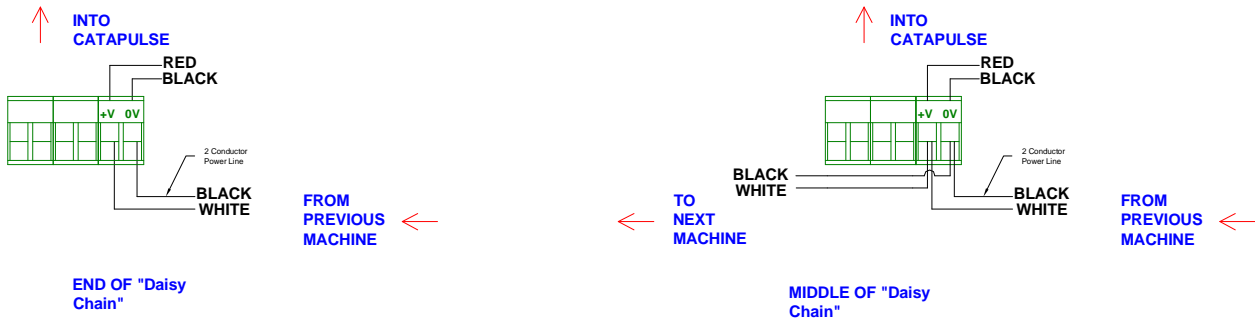 INTO
CATAPULSE
RED
BLACK
+V 0V
2 Conductor
Power Line
BLACK
WHITE
FROM
PREVIOUS
MACHINE
END OF "Daisy
Chain"
INTO
CATAPULSE
RED
BLACK
+V 0V
2 Conductor
Power Line
BLACK
WHITE
BLACK
WHITE
TO
NEXT
MACHINE
FROM
PREVIOUS
MACHINE
MIDDLE OF "Daisy
Chain"